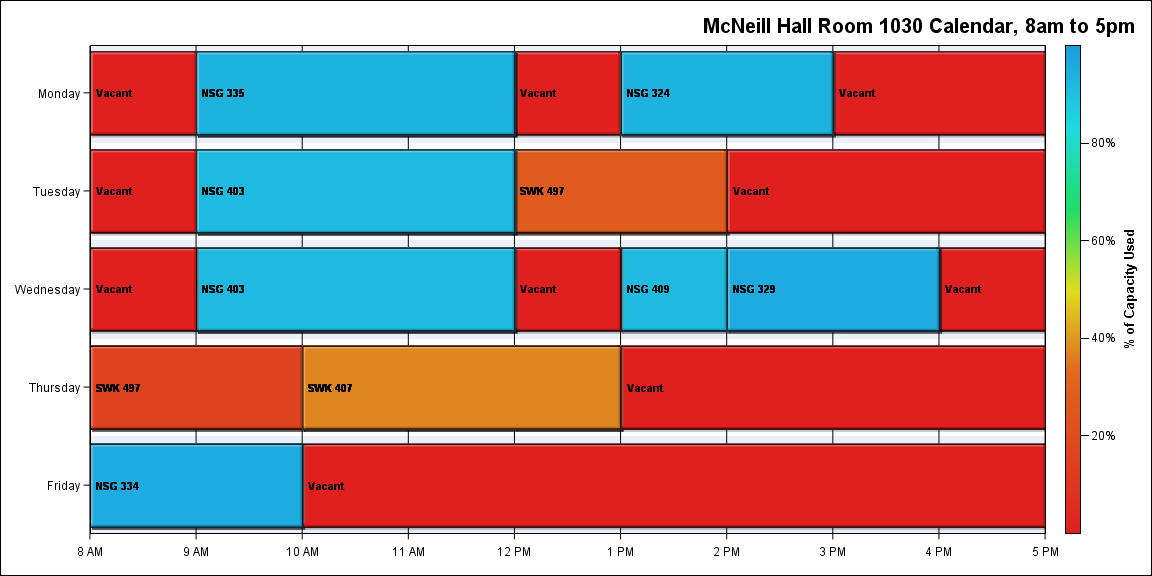 McNeill Hall Room 1030 Calendar, 8am to 5pm
Monday
Vacant
NSG 335
Vacant
NSG 324
Vacant
Tuesday
Vacant
NSG 403
SWK 497
Vacant
Wednesday
Vacant
NSG 403
Vacant
NSG 409
NSG 329
Vacant
Thursday
SWK 497
SWK 407
Vacant
Friday
NSG 334
Vacant
8 AM
9 AM
10 AM
11 AM
12 PM
1 PM
2 PM
3 PM
4 PM
5 PM
80%
60%
40%
20%
% of Capacity Used